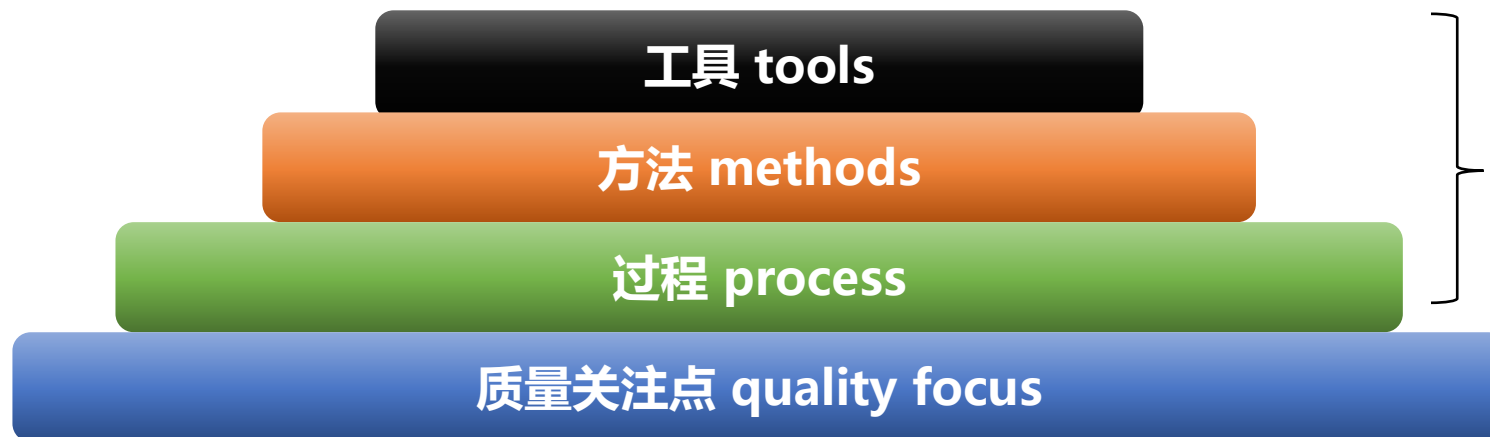 工具 tools
方法 methods
过程 process
质量关注点 quality focus